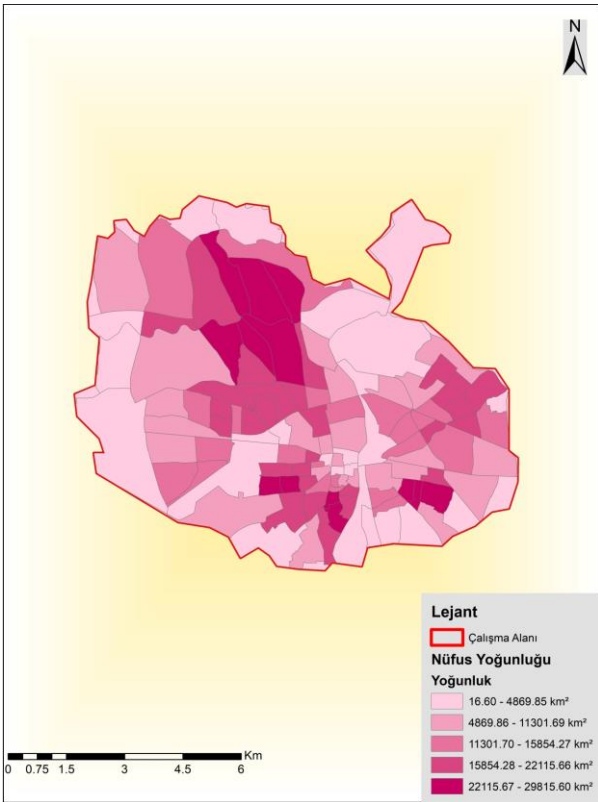 N
Lejant
Çalışma Alanı
Nüfus Yoğunluğu
Yoğunluk
16.60 - 4869.85 km²
4869.86 - 11301.69 km²
11301.70 - 15854.27 km²
15854.28 - 22115.66 km²
22115.67 - 29815.60 km²
Km
0 0.75 1.5 3 4.5 6